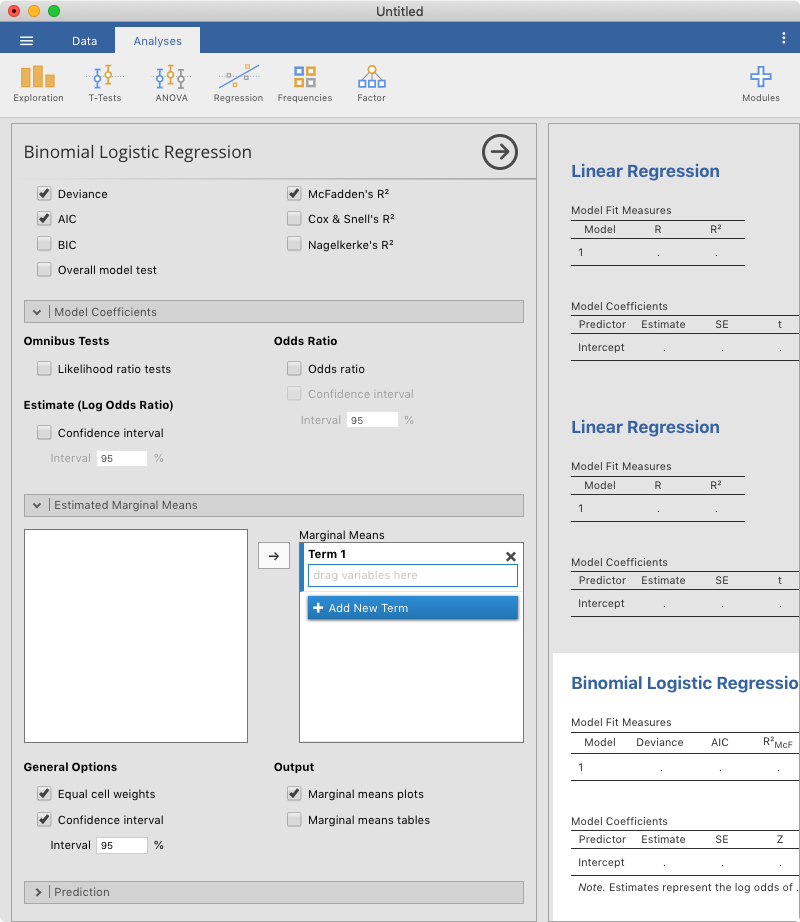 Untitled
Data
Analyses
Exploration
T-Tests
ANOVA
Regression
Frequencies
Factor
Modules
Binomial Logistic Regression
Deviance
McFadden's R²
AIC
Cox & Snell's R²
BIC
Nagelkerke's R²
Overall model test
Model Coefficients
Omnibus Tests
Odds Ratio
Likelihood ratio tests
Odds ratio
Confidence interval
Interval 95 %
Estimate (Log Odds Ratio)
Confidence interval
Interval 95 %
Estimated Marginal Means
Marginal Means
Term 1
drag variables here
Add New Term
General Options
Output
Equal cell weights
Marginal means plots
Confidence interval
Marginal means tables
Interval 95 %
Prediction
Linear Regression
Model Fit Measures
Model R R²
1 . .
Model Coefficients
Predictor Estimate SE t
Intercept . . .
Linear Regression
Model Fit Measures
Model R R²
1 . .
Model Coefficients
Predictor Estimate SE t
Intercept . . .
Binomial Logistic Regressio
Model Fit Measures
Model Deviance AIC R²McF
1 . . .
Model Coefficients
Predictor Estimate SE Z
Intercept . . .
Note. Estimates represent the log odds of .